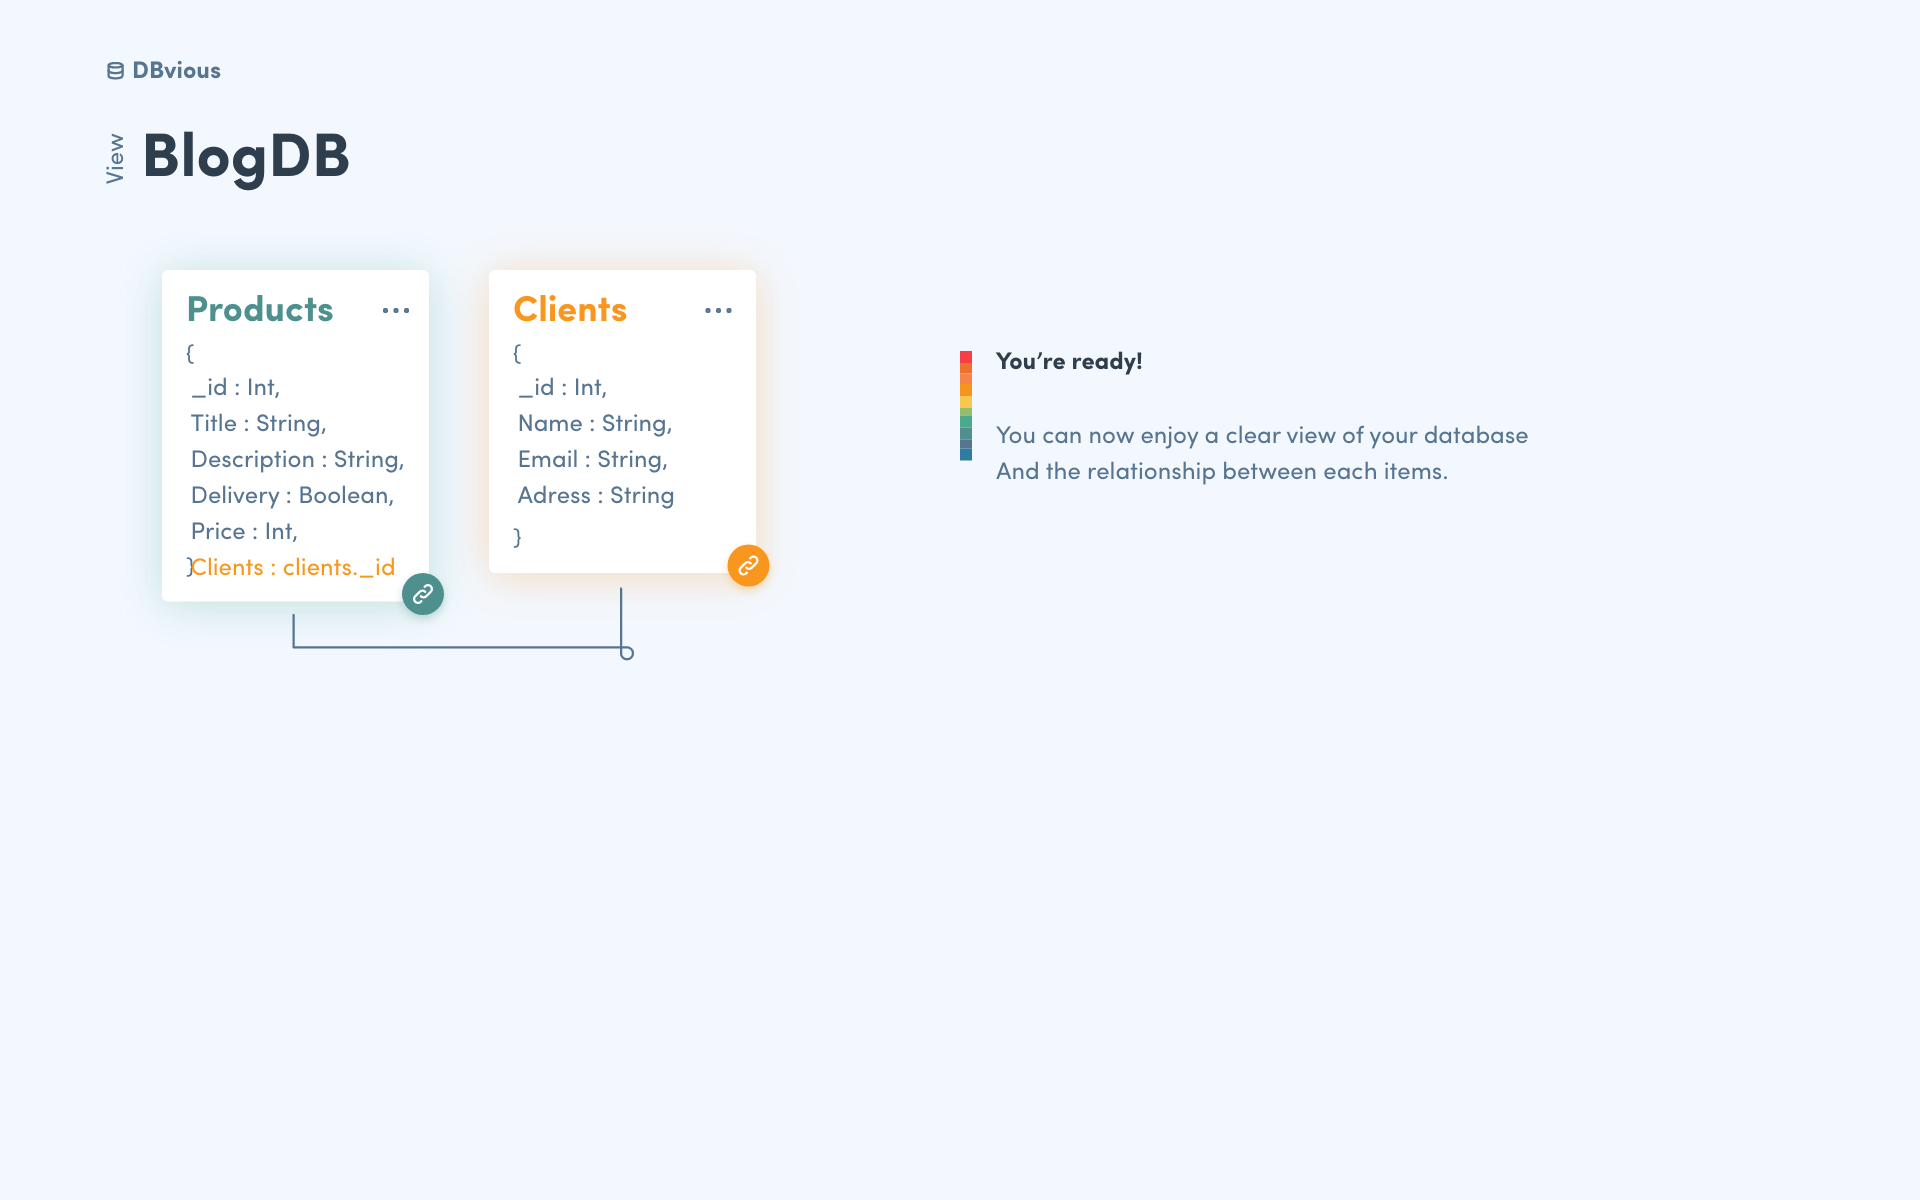 DBvious
View
BlogDB
Products
{
_id : Int,
Title : String,
Description : String,
Delivery : Boolean,
Price : Int,
}Clients : clients._id
Clients
{
_id : Int,
Name : String,
Email : String,
Adress : String
}
You’re ready!
You can now enjoy a clear view of your database
And the relationship between each items.